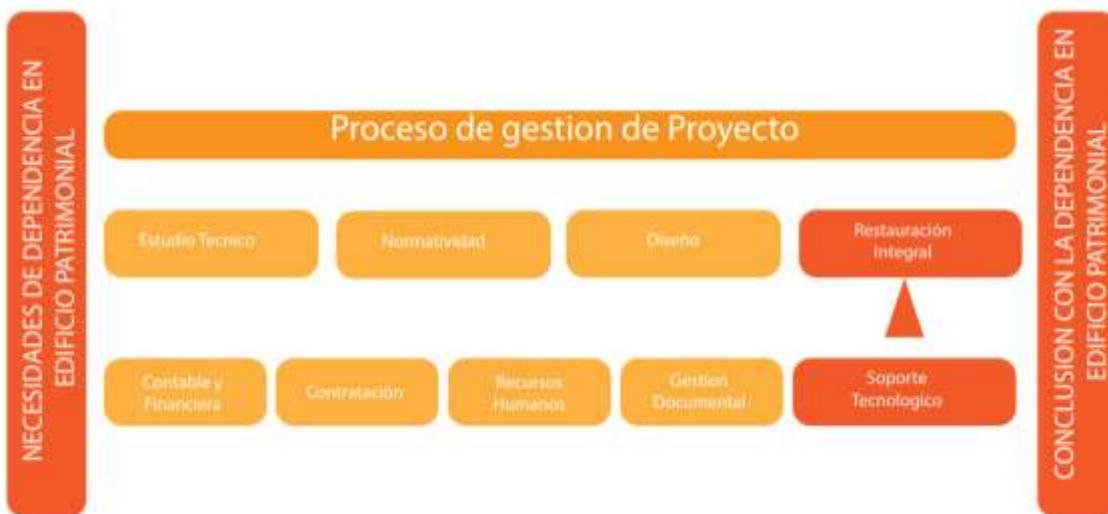 NECESIDADES DE DEPENDENCIA EN
EDIFICIO PATRIMONIAL
Proceso de gestion de Proyecto
Estudio Tecnico
Normatividad
Diseño
Restauración
Integral
Contable y
Financiera
Contratación
Recursos
Humanos
Gestion
Documental
Soporte
Tecnologico
CONCLUSION CON LA DEPENDENCIA EN
EDIFICIO PATRIMONIAL